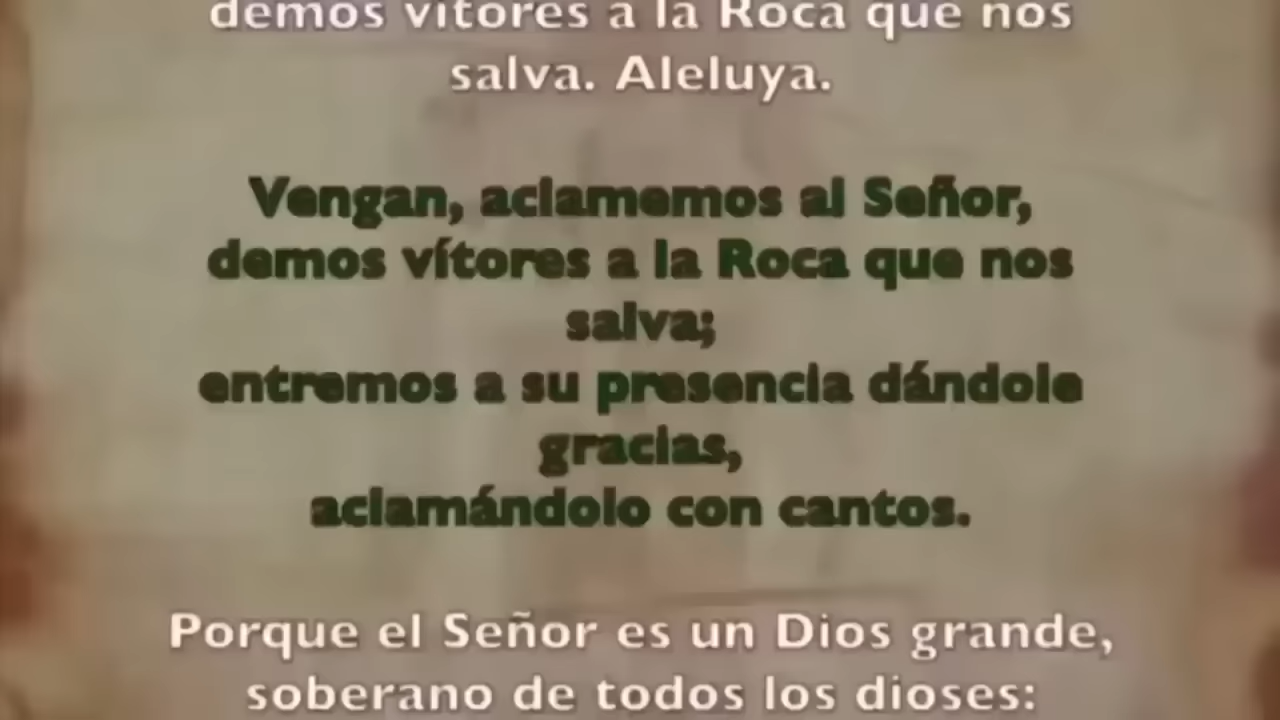 demos vítores a la Roca que nos
salva. Aleluya.
Vengan, aclamemos al Señor,
demos vítores a la Roca que nos
salva;
entremos a su presencia dándole
gracias,
aclamándolo con cantos.
Porque el Señor es un Dios grande,
soberano de todos los dioses: